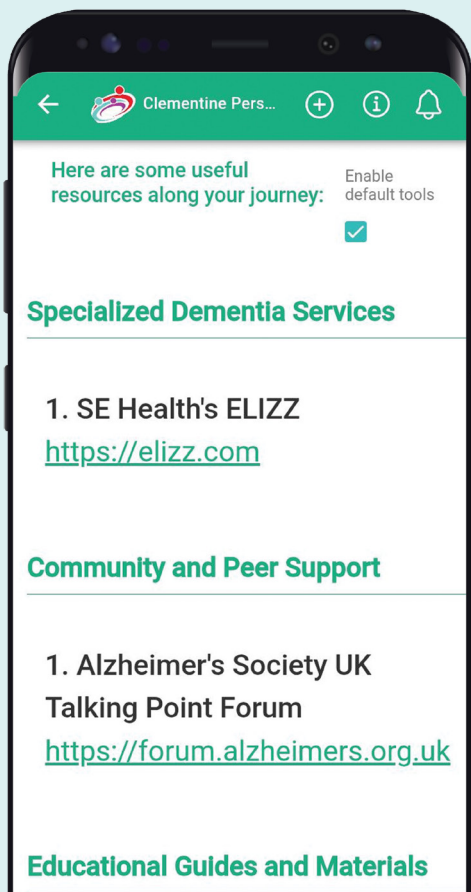 Clementine Pers...
Here are some useful
resources along your journey:
Enable
default tools
Specialized Dementia Services
1. SE Health's ELIZZ
https://elizz.com
Community and Peer Support
1. Alzheimer's Society UK
Talking Point Forum
https://forum.alzheimers.org.uk
Educational Guides and Materials